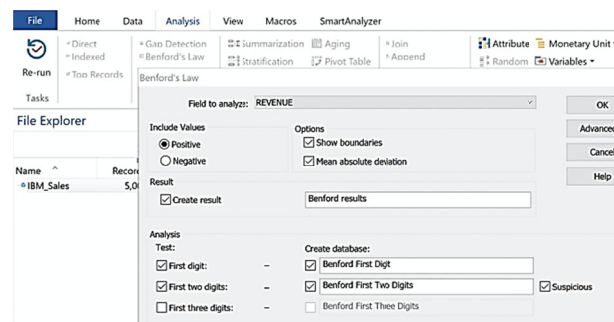 File Home Data Analysis View Macros SmartAnalyzer
Direct Gap Detection Summarization Aging Join Attribute Monetary Unit
Indexed Benford's Law Stratification Pivot Table Append Random Variables
Re-run Top Records
Tasks
Benford's Law
File Explorer
Field to analyze: REVENUE OK
Include Values Options Advanced
Positive Show boundaries
Negative Mean absolute deviation Cancel
Name Recor Help
IBM_Sales 5,0
Result
Create result Benford results
Analysis
Test: Create database:
First digit: – Benford First Digit
First two digits: – Benford First Two Digits Suspicious
First three digits: – Benford First Three Digits